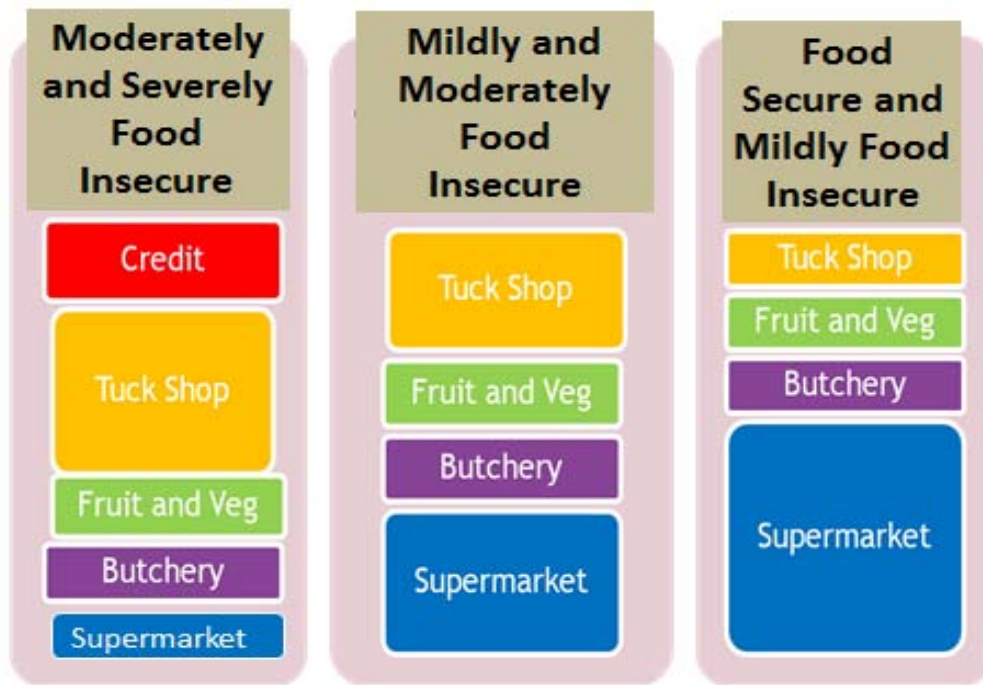 Moderately
and Severely
Food
Insecure
Credit
Tuck Shop
Fruit and Veg
Butchery
Supermarket
Mildly and
Moderately
Food
Insecure
Tuck Shop
Fruit and Veg
Butchery
Supermarket
Food
Secure and
Mildly Food
Insecure
Tuck Shop
Fruit and Veg
Butchery
Supermarket